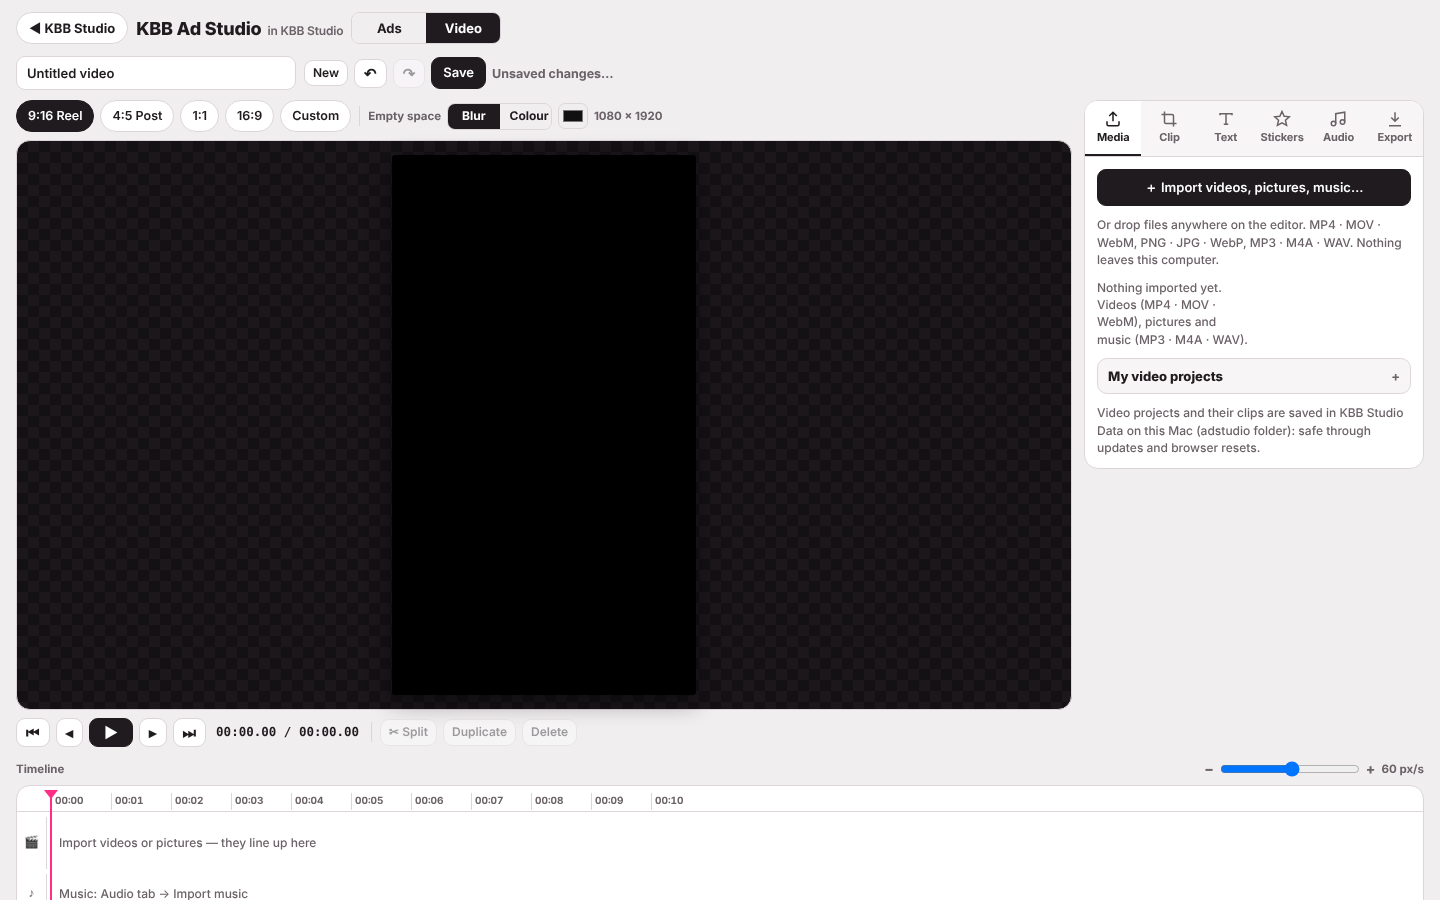 ◀ KBB Studio
KBB Ad Studio in KBB Studio
Ads
Video
Untitled video
New
↶
↷
Save
Unsaved changes...
9:16 Reel
4:5 Post
1:1
16:9
Custom
Empty space
Blur
Colour
1080 × 1920
Media
Clip
Text
Stickers
Audio
Export
+ Import videos, pictures, music...
Or drop files anywhere on the editor. MP4 · MOV ·
WebM, PNG · JPG · WebP, MP3 · M4A · WAV. Nothing
leaves this computer.
Nothing imported yet.
Videos (MP4 · MOV ·
WebM), pictures and
music (MP3 · M4A · WAV).
My video projects +
Video projects and their clips are saved in KBB Studio
Data on this Mac (adstudio folder): safe through
updates and browser resets.
00:00.00 / 00:00.00
✂ Split
Duplicate
Delete
Timeline
− + 60 px/s
00:00 00:01 00:02 00:03 00:04 00:05 00:06 00:07 00:08 00:09 00:10
Import videos or pictures — they line up here
♪ Music: Audio tab → Import music